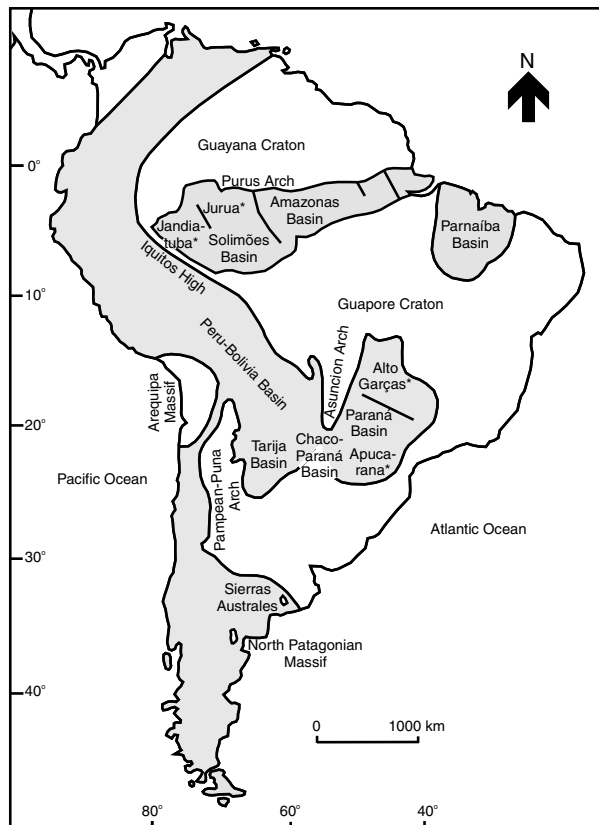 N
Guayana Craton
0°
Purus Arch
Jurua*
Amazonas
Basin
Jandia-
tuba*
Solimões
Basin
Parnaíba
Basin
Iquitos High
10°
Guapore Craton
Peru-Bolivia Basin
Asuncion Arch
Alto
Garças*
Arequipa
Massif
20°
Paraná
Basin
Tarija
Basin
Chaco-
Paraná
Basin
Apuca-
rana*
Pacific Ocean
Pampean-Puna
Arch
Atlantic Ocean
30°
Sierras
Australes
North Patagonian
Massif
40°
0 1000 km
80° 60° 40°